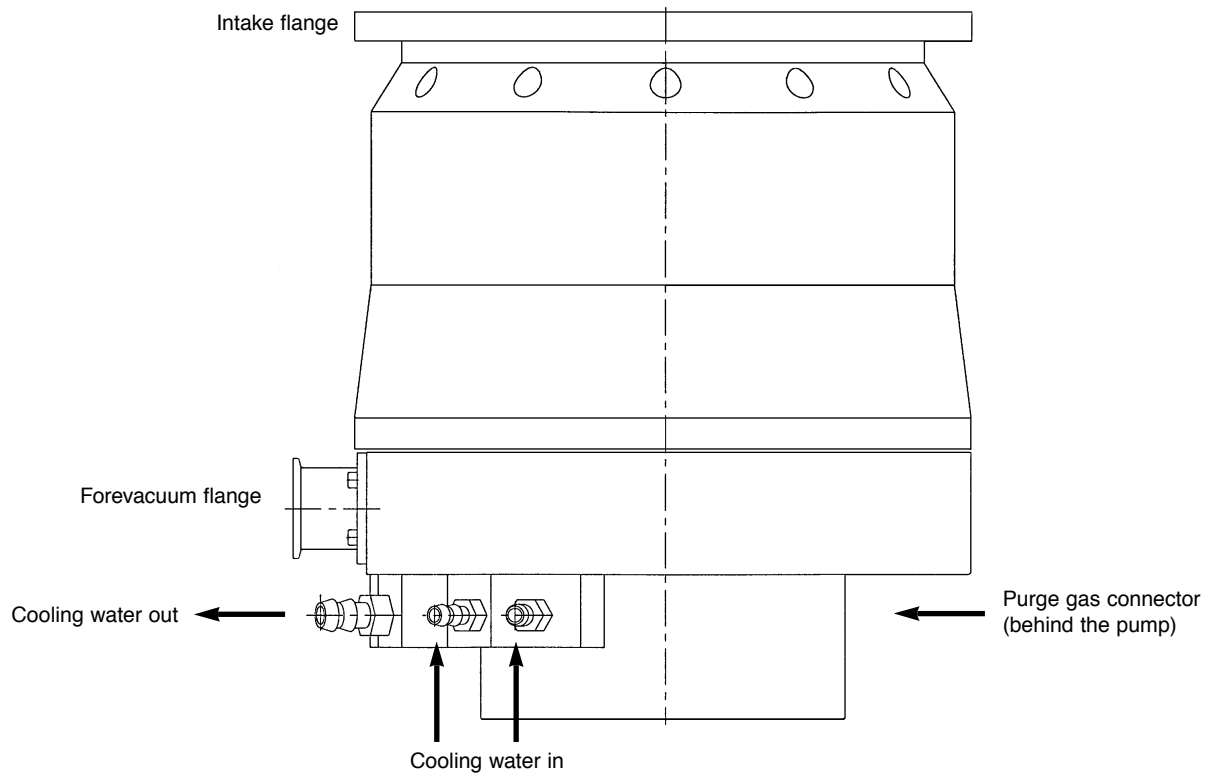 Intake flange
Forevacuum flange
Cooling water out
Purge gas connector
(behind the pump)
Cooling water in